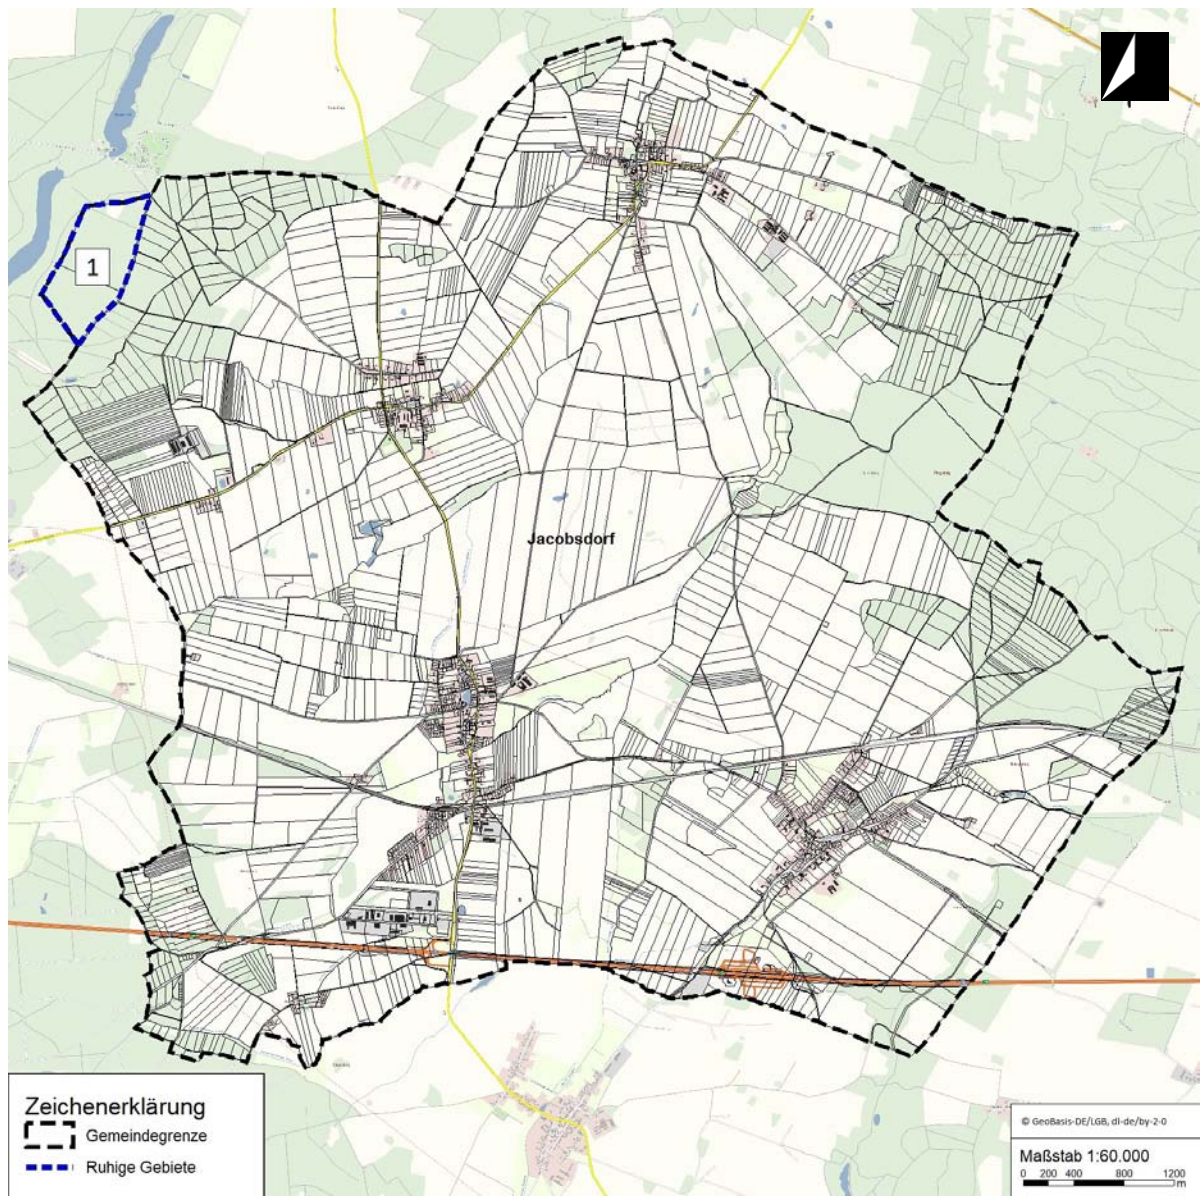 1
Jacobsdorf
Zeichenerklärung
Gemeindegrenze
Ruhige Gebiete
© GeoBasis-DE/LGB, dl-de/by-2-0
Maßstab 1:60.000
0 200 400 800 1200
m